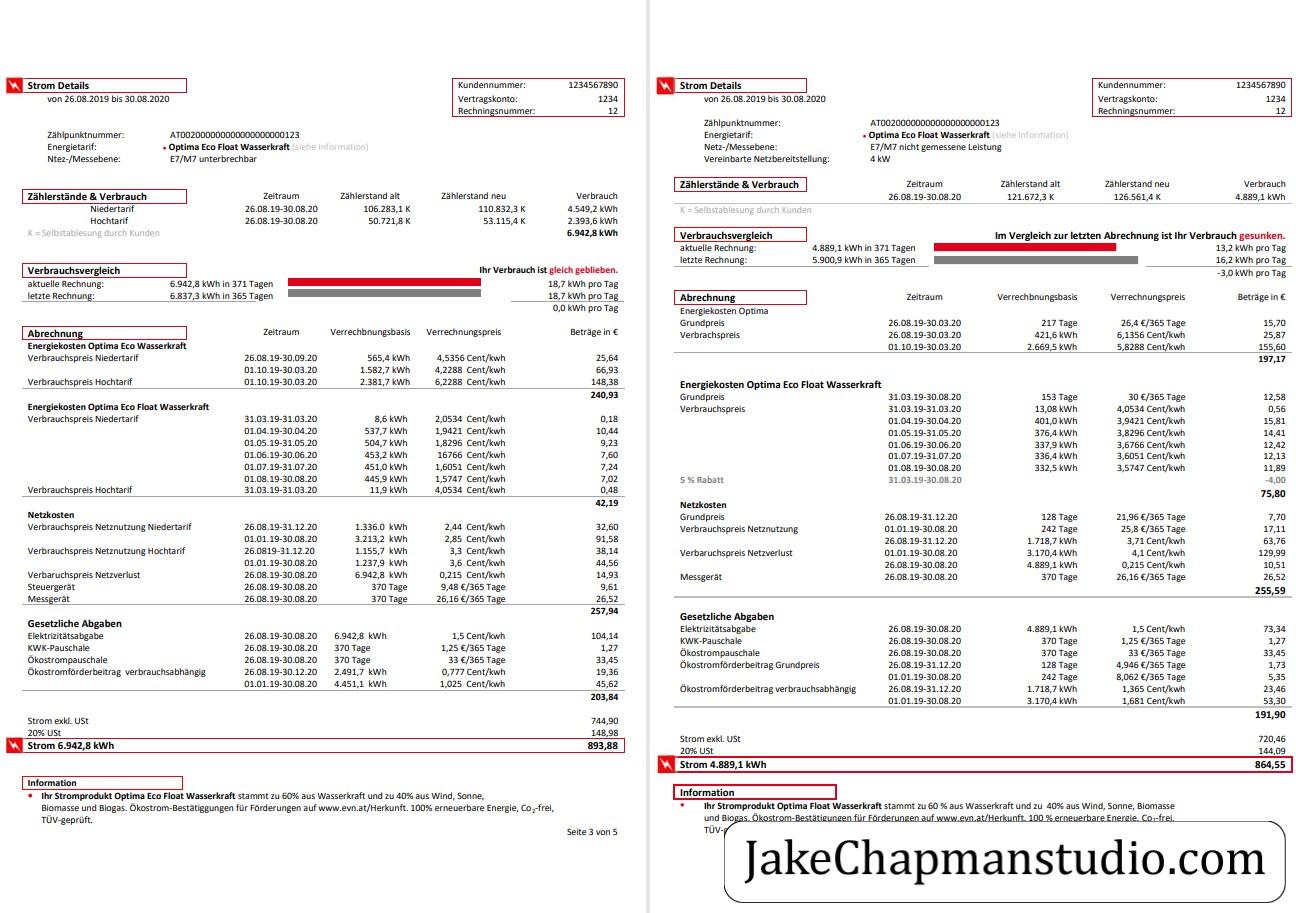 Strom Details
von 26.08.2019 bis 30.08.2020
Kundennummer: 1234567890
Vertragskonto: 1234
Rechningsnummer: 12
Zählpunktnummer: AT002000000000000000000123
Energietarif: • Optima Eco Float Wasserkraft (siehe Information)
Ntez-/Messebene: E7/M7 unterbrechbar
Zählerstände & Verbrauch Zeitraum Zählerstand alt Zählerstand neu Verbrauch
Niedertarif 26.08.19-30.08.20 106.283,1 K 110.832,3 K 4.549,2 kWh
Hochtarif 26.08.19-30.08.20 50.721,8 K 53.115,4 K 2.393,6 kWh
K = Selbstablesung durch Kunden 6.942,8 kWh
Verbrauchsvergleich Ihr Verbrauch ist gleich geblieben.
aktuelle Rechnung: 6.942,8 kWh in 371 Tagen 18,7 kWh pro Tag
letzte Rechnung: 6.837,3 kWh in 365 Tagen 18,7 kWh pro Tag
0,0 kWh pro Tag
Abrechnung Zeitraum Verrechbnungsbasis Verrechnungspreis Beträge in €
Energiekosten Optima Eco Wasserkraft
Verbrauchspreis Niedertarif 26.08.19-30.09.20 565,4 kWh 4,5356 Cent/kwh 25,64
01.10.19-30.03.20 1.582,7 kWh 4,2288 Cent/kwh 66,93
Verbrauchspreis Hochtarif 01.10.19-30.03.20 2.381,7 kWh 6,2288 Cent/kwh 148,38
240,93
Energiekosten Optima Eco Float Wasserkraft
Verbrauchspreis Niedertarif 31.03.19-31.03.20 8,6 kWh 2,0534 Cent/kwh 0,18
01.04.19-30.04.20 537,7 kWh 1,9421 Cent/kwh 10,44
01.05.19-31.05.20 504,7 kWh 1,8296 Cent/kwh 9,23
01.06.19-30.06.20 453,2 kWh 16766 Cent/kwh 7,60
01.07.19-31.07.20 451,0 kWh 1,6051 Cent/kwh 7,24
01.08.19-30.08.20 445,9 kWh 1,5747 Cent/kwh 7,02
Verbrauchspreis Hochtarif 31.03.19-31.03.20 11,9 kWh 4,0534 Cent/kwh 0,48
42,19
Netzkosten
Verbrauchspreis Netznutzung Niedertarif 26.08.19-31.12.20 1.336.0 kWh 2,44 Cent/kwh 32,60
01.01.19-30.08.20 3.213,2 kWh 2,85 Cent/kwh 91,58
Verbrauchspreis Netznutzung Hochtarif 26.0819-31.12.20 1.155,7 kWh 3,3 Cent/kwh 38,14
01.01.19-30.08.20 1.237,9 kWh 3,6 Cent/kwh 44,56
Verbaruchspreis Netzverlust 26.08.19-30.08.20 6.942,8 kWh 0,215 Cent/kwh 14,93
Steuergerät 26.08.19-30.08.20 370 Tage 9,48 €/365 Tage 9,61
Messgerät 26.08.19-30.08.20 370 Tage 26,16 €/365 Tage 26,52
257,94
Gesetzliche Abgaben
Elektrizitätsabgabe 26.08.19-30.08.20 6.942,8 kWh 1,5 Cent/kwh 104,14
KWK-Pauschale 26.08.19-30.08.20 370 Tage 1,25 €/365 Tage 1,27
Ökostrompauschale 26.08.19-30.08.20 370 Tage 33 €/365 Tage 33,45
Ökostromförderbeitrag verbrauchsabhängig 26.08.19-30.12.20 2.491,7 kWh 0,777 Cent/kwh 19,36
01.01.19-30.08.20 4.451,1 kWh 1,025 Cent/kwh 45,62
203,84
Strom exkl. USt 744,90
20% USt 148,98
Strom 6.942,8 kWh 893,88
Information
• Ihr Stromprodukt Optima Eco Float Wasserkraft stammt zu 60% aus Wasserkraft und zu 40% aus Wind, Sonne,
Biomasse und Biogas. Ökostrom-Bestätiggungen für Förderungen auf www.evn.at/Herkunft. 100% erneuerbare Energie, Co₂-frei,
TÜV-geprüft.
Seite 3 von 5
Strom Details
von 26.08.2019 bis 30.08.2020
Kundennummer: 1234567890
Vertragskonto: 1234
Rechningsnummer: 12
Zählpunktnummer: AT002000000000000000000123
Energietarif: • Optima Eco Float Wasserkraft (siehe Information)
Netz-/Messebene: E7/M7 nicht gemessene Leistung
Vereinbarte Netzbereitstellung: 4 kW
Zählerstände & Verbrauch Zeitraum Zählerstand alt Zählerstand neu Verbrauch
26.08.19-30.08.20 121.672,3 K 126.561,4 K 4.889,1 kWh
K = Selbstablesung durch Kunden
Verbrauchsvergleich Im Vergleich zur letzten Abrechnung ist Ihr Verbrauch gesunken.
aktuelle Rechnung: 4.889,1 kWh in 371 Tagen 13,2 kWh pro Tag
letzte Rechnung: 5.900,9 kWh in 365 Tagen 16,2 kWh pro Tag
-3,0 kWh pro Tag
Abrechnung Zeitraum Verrechbnungsbasis Verrechnungspreis Beträge in €
Energiekosten Optima
Grundpreis 26.08.19-30.03.20 217 Tage 26,4 €/365 Tage 15,70
Verbrachspreis 26.08.19-30.03.20 421,6 kWh 6,1356 Cent/kWh 25,87
01.10.19-30.03.20 2.669,5 kWh 5,8288 Cent/kWh 155,60
197,17
Energiekosten Optima Eco Float Wasserkraft
Grundpreis 31.03.19-30.08.20 153 Tage 30 €/365 Tage 12,58
Verbrauchspreis 31.03.19-31.03.20 13,08 kWh 4,0534 Cent/kWh 0,56
01.04.19-30.04.20 401,0 kWh 3,9421 Cent/kWh 15,81
01.05.19-31.05.20 376,4 kWh 3,8296 Cent/kWh 14,41
01.06.19-30.06.20 337,9 kWh 3,6766 Cent/kWh 12,42
01.07.19-31.07.20 336,4 kWh 3,6051 Cent/kWh 12,13
01.08.19-30.08.20 332,5 kWh 3,5747 Cent/kWh 11,89
5 % Rabatt 31.03.19-30.08.20 -4,00
75,80
Netzkosten
Grundpreis 26.08.19-31.12.20 128 Tage 21,96 €/365 Tage 7,70
Verbrauchspreis Netznutzung 01.01.19-30.08.20 242 Tage 25,8 €/365 Tage 17,11
26.08.19-31.12.20 1.718,7 kWh 3,71 Cent/kWh 63,76
Verbaruchspreis Netzverlust 01.01.19-30.08.20 3.170,4 kWh 4,1 Cent/kWh 129,99
26.08.19-30.08.20 4.889,1 kWh 0,215 Cent/kWh 10,51
Messgerät 26.08.19-30.08.20 370 Tage 26,16 €/365 Tage 26,52
255,59
Gesetzliche Abgaben
Elektrizitätsabgabe 26.08.19-30.08.20 4.889,1 kWh 1,5 Cent/kWh 73,34
KWK-Pauschale 26.08.19-30.08.20 370 Tage 1,25 €/365 Tage 1,27
Ökostompauschale 26.08.19-30.08.20 370 Tage 33 €/365 Tage 33,45
Ökostromförderbeitrag Grundpreis 26.08.19-31.12.20 128 Tage 4,946 €/365 Tage 1,73
01.01.19-30.08.20 242 Tage 8,062 €/365 Tage 5,35
Ökostromförderbeitrag verbrauchsabhängig 26.08.19-31.12.20 1.718,7 kWh 1,365 Cent/kWh 23,46
01.01.19-30.08.20 3.170,4 kWh 1,681 Cent/kWh 53,30
191,90
Strom exkl. USt 720,46
20% USt 144,09
Strom 4.889,1 kWh 864,55
Information
• Ihr Stromprodukt Optima Float Wasserkraft stammt zu 60 % aus Wasserkraft und zu 40% aus Wind, Sonne, Biomasse
und Biogas. Ökostrom-Bestätigungen für Förderungen auf www.evn.at/Herkunft. 100 % erneuerbare Energie, Co₂-frei,
JakeChapmanstudio.com